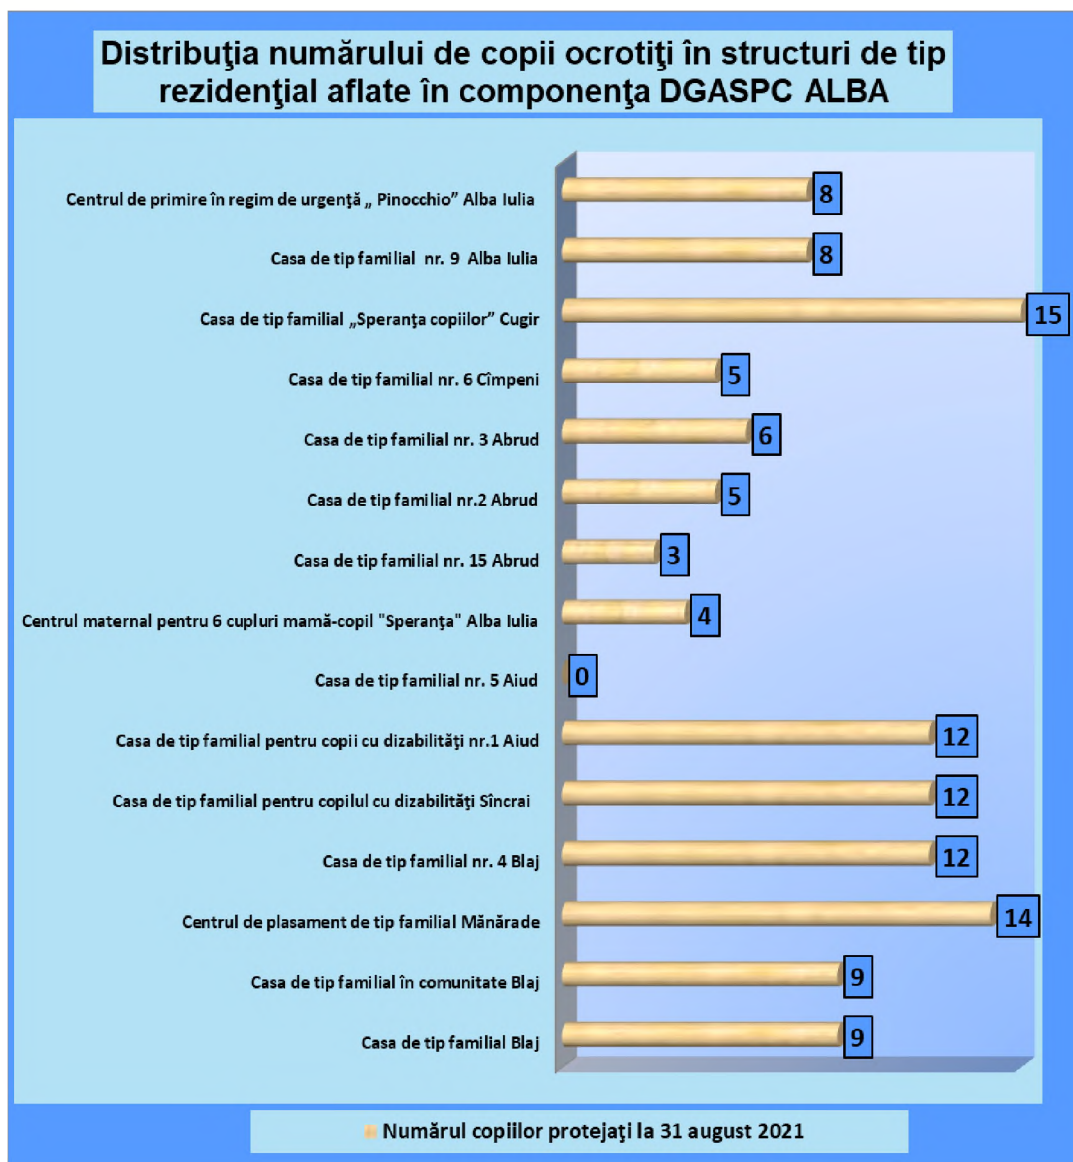 Distribuţia numărului de copii ocrotiţi în structuri de tip
rezidenţial aflate în componenţa DGASPC ALBA
Centrul de primire în regim de urgenţă „ Pinocchio” Alba Iulia
8
Casa de tip familial nr. 9 Alba Iulia
8
Casa de tip familial „Speranţa copiilor” Cugir
15
Casa de tip familial nr. 6 Cîmpeni
5
Casa de tip familial nr. 3 Abrud
6
Casa de tip familial nr.2 Abrud
5
Casa de tip familial nr. 15 Abrud
3
Centrul maternal pentru 6 cupluri mamă-copil "Speranţa" Alba Iulia
4
Casa de tip familial nr. 5 Aiud
0
Casa de tip familial pentru copii cu dizabilităţi nr.1 Aiud
12
Casa de tip familial pentru copilul cu dizabilităţi Sîncrai
12
Casa de tip familial nr. 4 Blaj
12
Centrul de plasament de tip familial Mănărade
14
Casa de tip familial în comunitate Blaj
9
Casa de tip familial Blaj
9
Numărul copiilor protejaţi la 31 august 2021